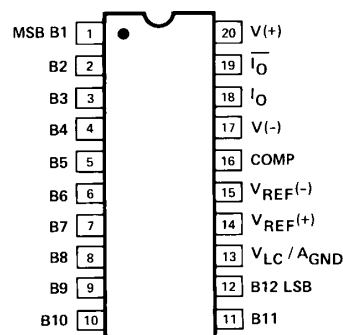 MSB B1 1 20 V(+)
B2 2 19 I̅O̅
B3 3 18 IO
B4 4 17 V(-)
B5 5 16 COMP
B6 6 15 VREF(-)
B7 7 14 VREF(+)
B8 8 13 VLC / AGND
B9 9 12 B12 LSB
B10 10 11 B11